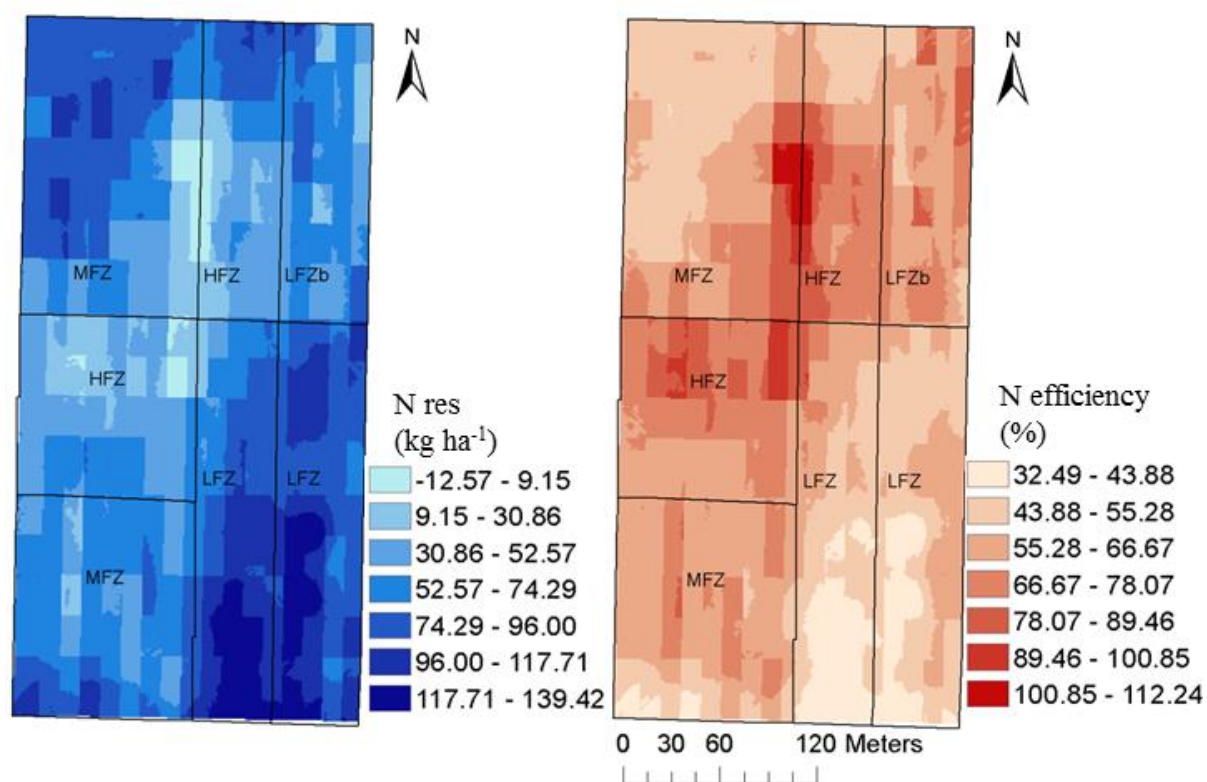 N
MFZ
HFZ
LFZb
HFZ
LFZ
LFZ
MFZ
N res
(kg ha-1)
-12.57 - 9.15
9.15 - 30.86
30.86 - 52.57
52.57 - 74.29
74.29 - 96.00
96.00 - 117.71
117.71 - 139.42
N
MFZ
HFZ
LFZb
HFZ
LFZ
LFZ
MFZ
N efficiency
(%)
32.49 - 43.88
43.88 - 55.28
55.28 - 66.67
66.67 - 78.07
78.07 - 89.46
89.46 - 100.85
100.85 - 112.24
0 30 60 120 Meters